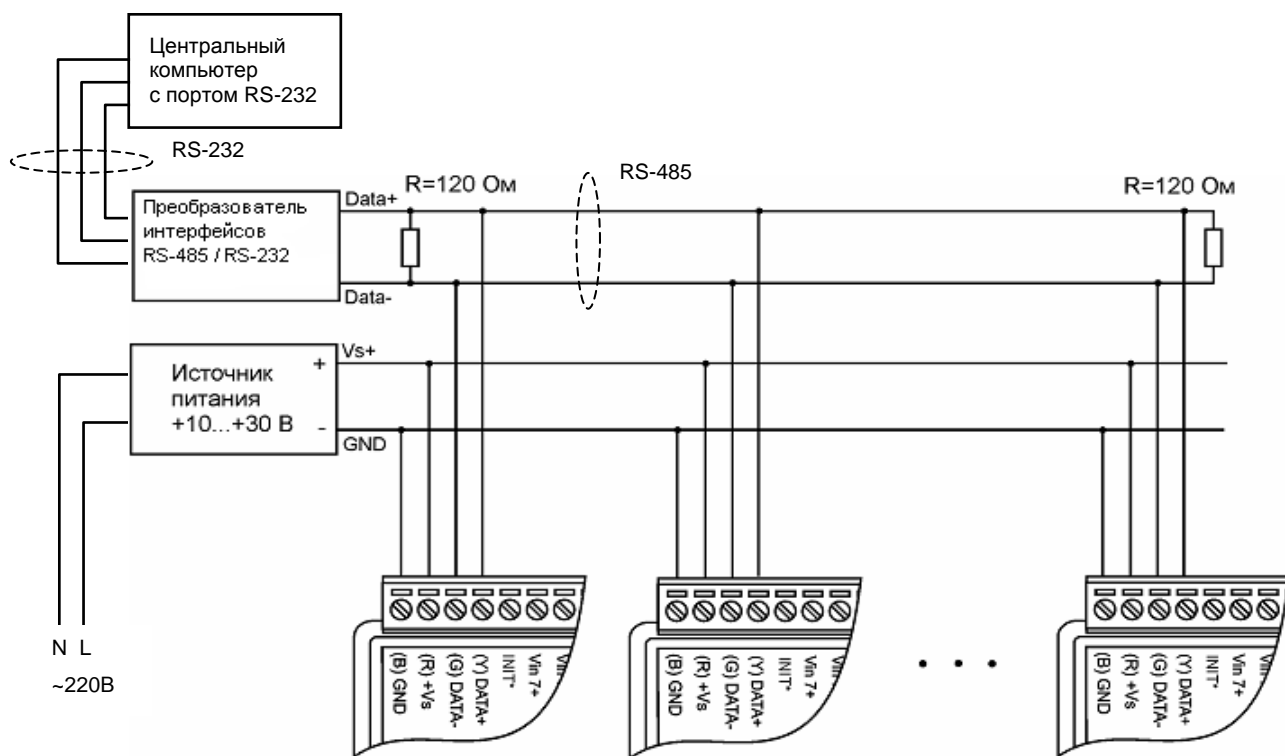 Центральный
компьютер
с портом RS-232
RS-232
RS-485
R=120 Ом
R=120 Ом
Data+
Преобразователь
интерфейсов
RS-485 / RS-232
Data-
Vs+
+
Источник
питания
+10...+30 В
-
GND
N L
~220В
(B) GND
(R) +Vs
(G) DATA-
(Y) DATA+
INIT*
Vin 7+
(B) GND
(R) +Vs
(G) DATA-
(Y) DATA+
INIT*
Vin 7+
• • •
(B) GND
(R) +Vs
(G) DATA-
(Y) DATA+
INIT*
Vin 7+